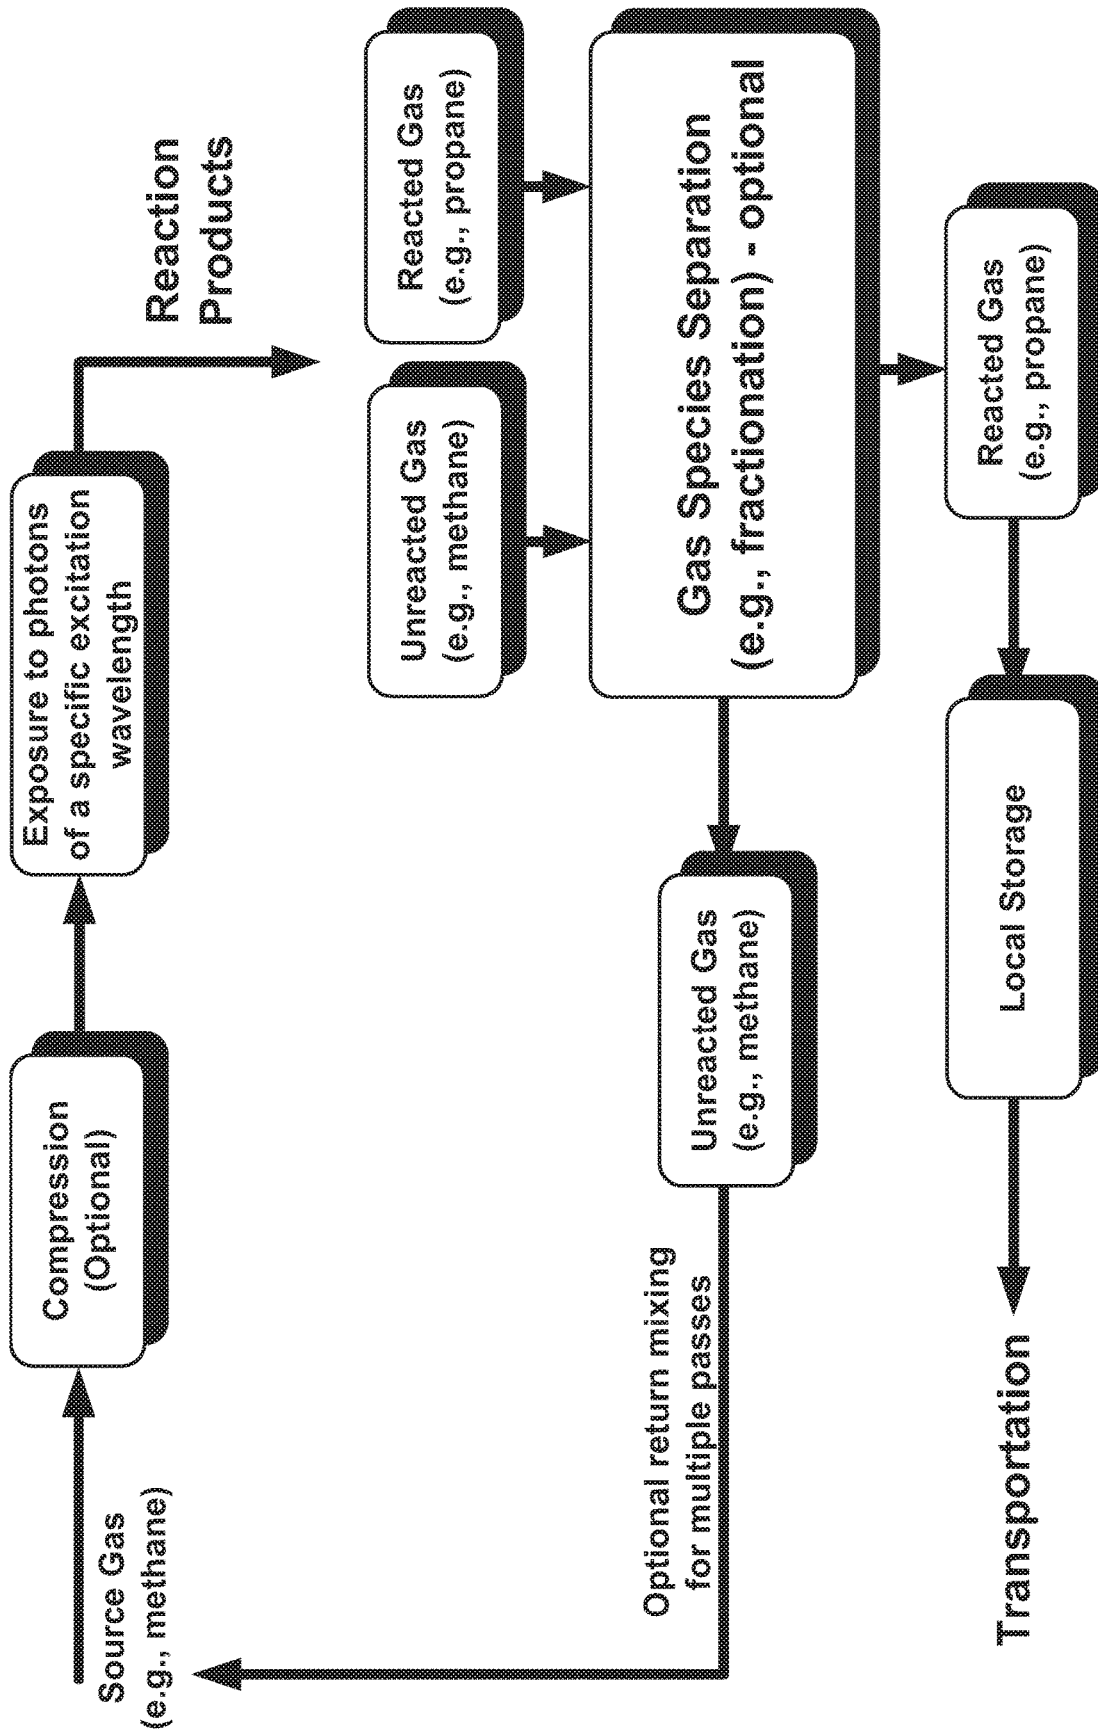 Source Gas
(e.g., methane)
Compression
(Optional)
Exposure to photons
of a specific excitation
wavelength
Reaction
Products
Unreacted Gas
(e.g., methane)
Reacted Gas
(e.g., propane)
Gas Species Separation
(e.g., fractionation) - optional
Unreacted Gas
(e.g., methane)
Optional return mixing
for multiple passes
Reacted Gas
(e.g., propane)
Local Storage
Transportation